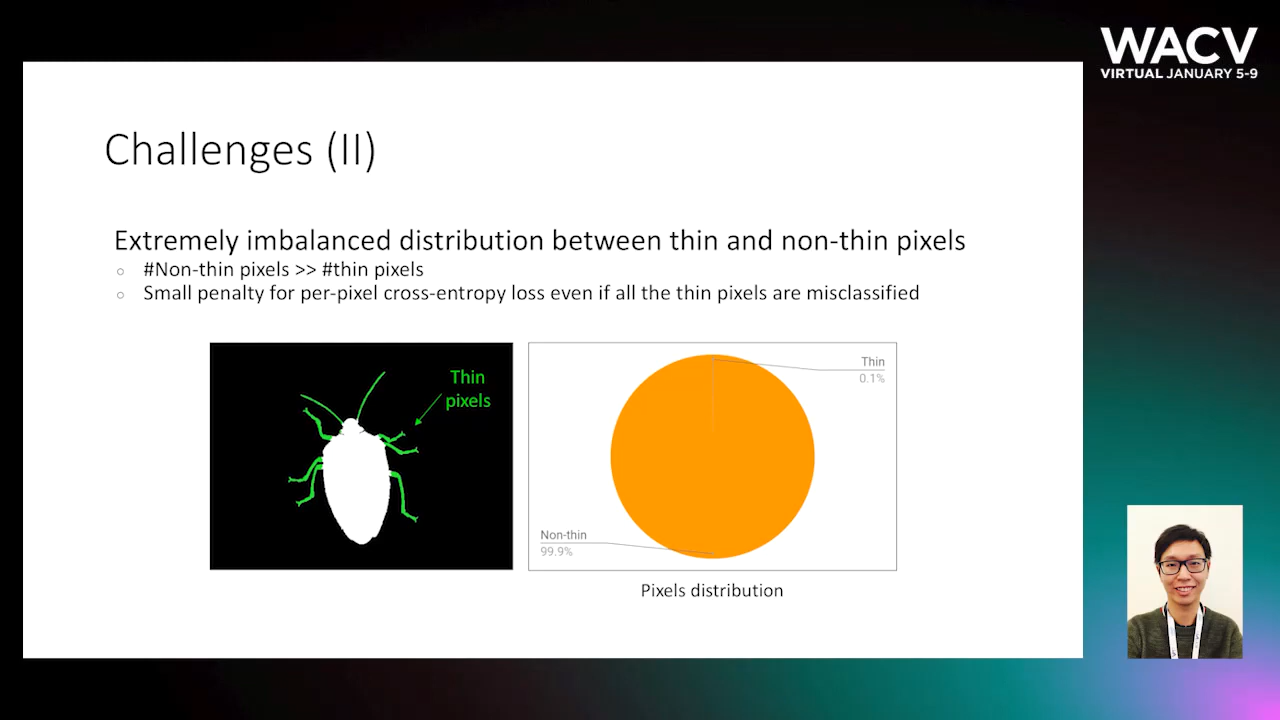 WACV
VIRTUAL JANUARY 5-9
Challenges (II)
Extremely imbalanced distribution between thin and non-thin pixels
○ #Non-thin pixels >> #thin pixels
○ Small penalty for per-pixel cross-entropy loss even if all the thin pixels are misclassified
Thin
pixels
Thin
0.1%
Non-thin
99.9%
Pixels distribution